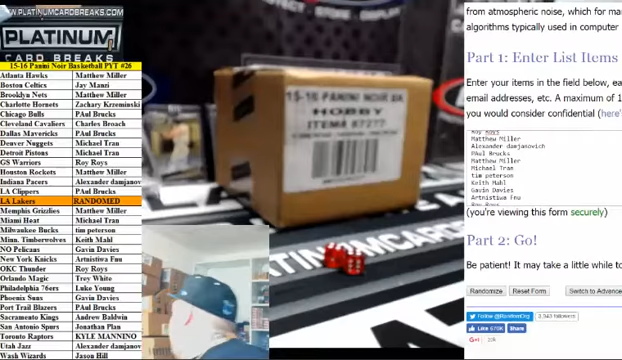 WWW.PLATINUMCARDBREAKS.COM
PLATINUM
CARD BREAKS
15-16 Panini Noir Basketball PYT #26
Atlanta Hawks Matthew Miller
Boston Celtics Jay Manzi
Brooklyn Nets Matthew Miller
Charlotte Hornets Zachary Krzeminski
Chicago Bulls PAul Brucks
Cleveland Cavaliers Charles Broach
Dallas Mavericks PAul Brucks
Denver Nuggets Michael Tran
Detroit Pistons Michael Tran
GS Warriors Roy Roys
Houston Rockets Matthew Miller
Indiana Pacers Alexander damjanov
LA Clippers PAul Brucks
LA Lakers RANDOMED
Memphis Grizzlies Matthew Miller
Miami Heat Michael Tran
Milwaukee Bucks tim peterson
Minn. Timberwolves Keith Mahl
NO Pelicans Gavin Davies
New York Knicks Artnistiwa Fnu
OKC Thunder Roy Roys
Orlando Magic Trey White
Philadelphia 76ers Luke Young
Phoenix Suns Gavin Davies
Port Trail Blazers PAul Brucks
Sacramento Kings Andrew Baldwin
San Antonio Spurs Jonathan Plan
Toronto Raptors KYLE MANNINO
Utah Jazz Alexander damjanov
Wash Wizards Jason Hill
15-16 PANINI NOIR BK
HOBBY
from atmospheric noise, which for ma
algorithms typically used in computer
Part 1: Enter List Items
Enter your items in the field below, ea
email addresses, etc. A maximum of 1
you would consider confidential (here'
Roy Roys
Matthew Miller
Alexander damjanovich
PAul Brucks
Matthew Miller
Michael Tran
tim peterson
Keith Mahl
Gavin Davies
Artnistiwa Fnu
(you're viewing this form securely)
Part 2: Go!
Be patient! It may take a little while to
Randomize Reset Form Switch to Advance
Follow @RandomOrg
Like Share